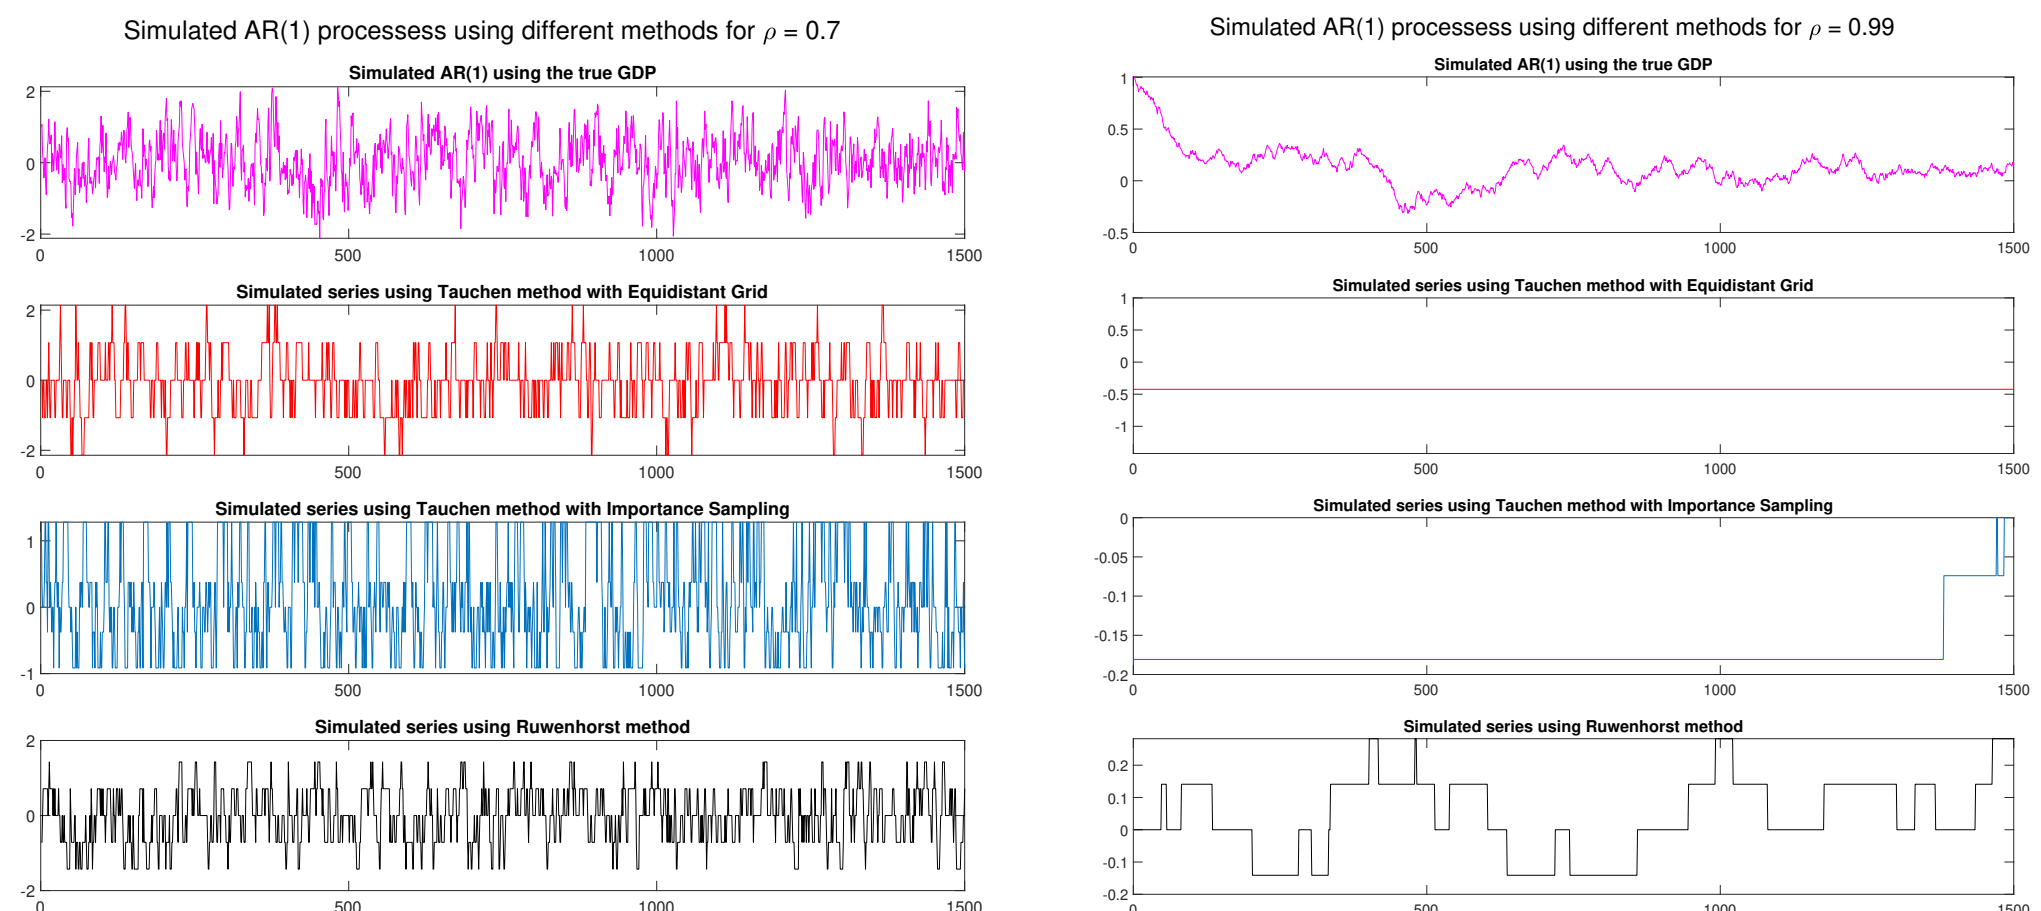 Simulated AR(1) processess using different methods for ρ = 0.7
Simulated AR(1) using the true GDP
2
0
-2
0 500 1000 1500
Simulated series using Tauchen method with Equidistant Grid
2
0
-2
0 500 1000 1500
Simulated series using Tauchen method with Importance Sampling
1
0
-1
0 500 1000 1500
Simulated series using Ruwenhorst method
2
0
-2
0 500 1000 1500
Simulated AR(1) processess using different methods for ρ = 0.99
Simulated AR(1) using the true GDP
1
0.5
0
-0.5
0 500 1000 1500
Simulated series using Tauchen method with Equidistant Grid
1
0.5
0
-0.5
-1
0 500 1000 1500
Simulated series using Tauchen method with Importance Sampling
0
-0.05
-0.1
-0.15
-0.2
0 500 1000 1500
Simulated series using Ruwenhorst method
0.2
0.1
0
-0.1
-0.2
0 500 1000 1500